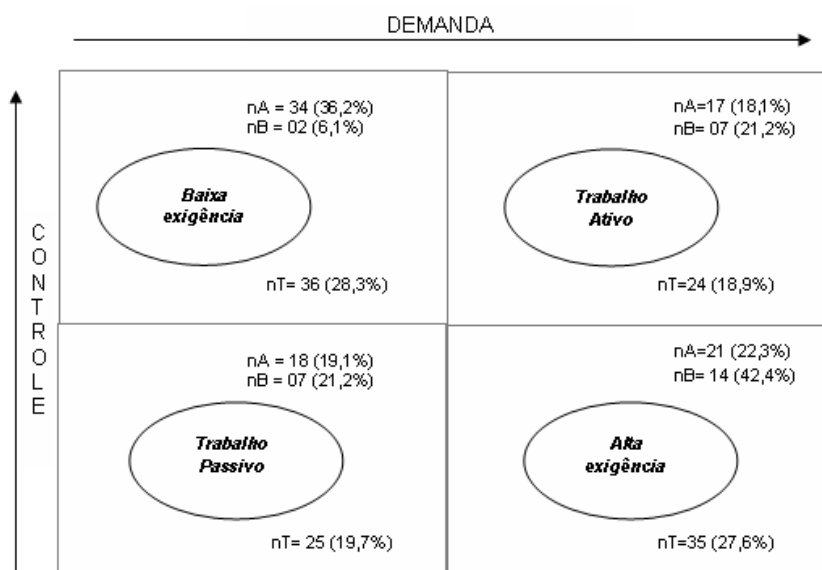 DEMANDA
CONTROLE
nA = 34 (36,2%)
nB = 02 (6,1%)
Baixa
exigência
nT= 36 (28,3%)
nA=17 (18,1%)
nB= 07 (21,2%)
Trabalho
Ativo
nT=24 (18,9%)
nA = 18 (19,1%)
nB = 07 (21,2%)
Trabalho
Passivo
nT= 25 (19,7%)
nA=21 (22,3%)
nB= 14 (42,4%)
Alta
exigência
nT=35 (27,6%)